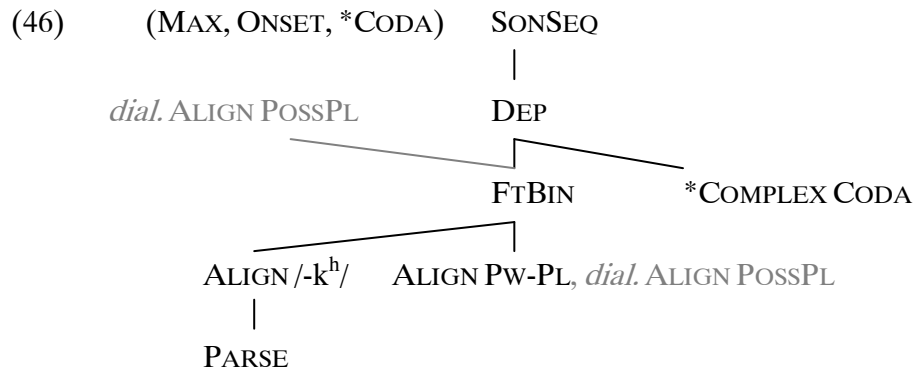 (46) (MAX, ONSET, *CODA) SONSEQ
dial. ALIGN POSSPL DEP
FTBIN *COMPLEX CODA
ALIGN /-kʰ/ ALIGN PW-PL, dial. ALIGN POSSPL
PARSE